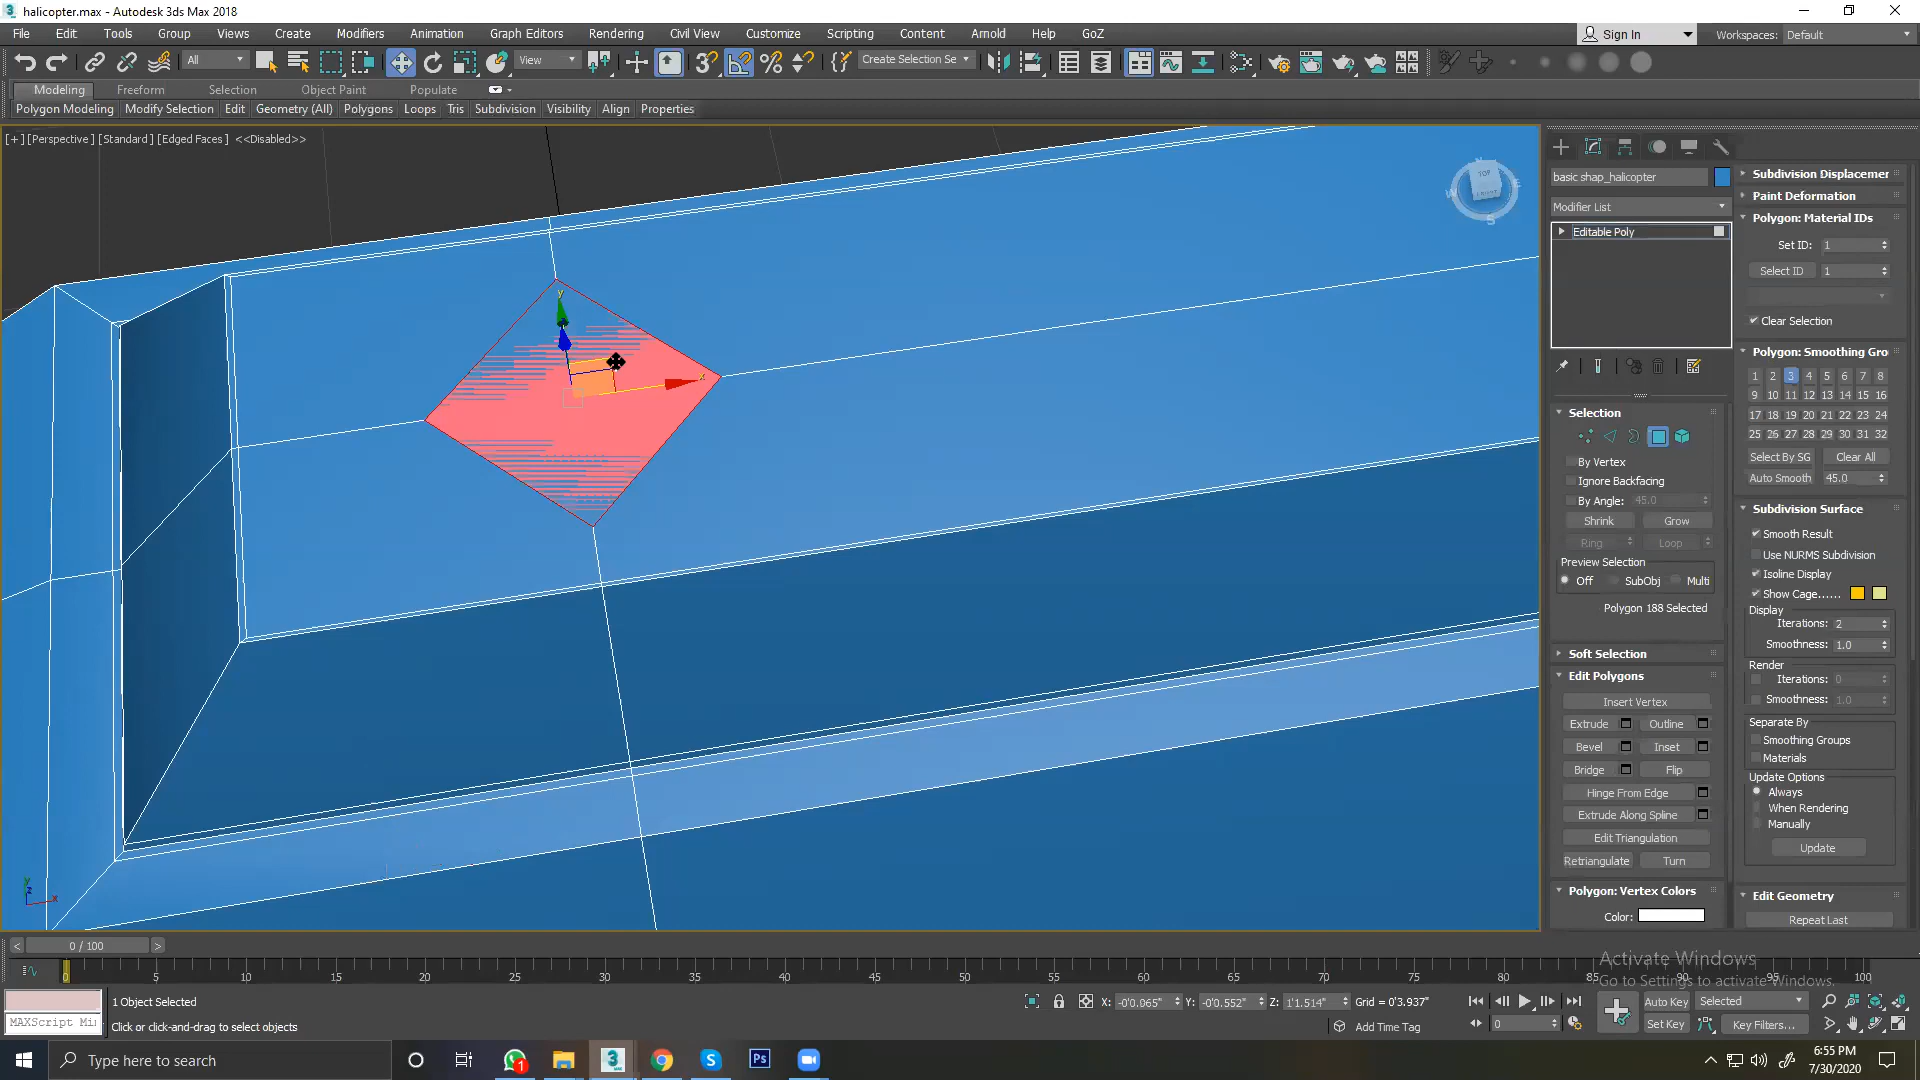 halicopter.max - Autodesk 3ds Max 2018
File Edit Tools Group Views Create Modifiers Animation Graph Editors Rendering Civil View Customize Scripting Content Arnold Help GoZ
Sign In Workspaces: Default
All View Create Selection Se
Modeling Freeform Selection Object Paint Populate
Polygon Modeling Modify Selection Edit Geometry (All) Polygons Loops Tris Subdivision Visibility Align Properties
[+] [Perspective] [Standard] [Edged Faces] <<Disabled>>
TOP
FRONT
W E S
y
x
basic shap_halicopter
Modifier List
Editable Poly
Selection
By Vertex
Ignore Backfacing
By Angle: 45.0
Shrink Grow
Ring Loop
Preview Selection
Off SubObj Multi
Polygon 188 Selected
Soft Selection
Edit Polygons
Insert Vertex
Extrude Outline
Bevel Inset
Bridge Flip
Hinge From Edge
Extrude Along Spline
Edit Triangulation
Retriangulate Turn
Polygon: Vertex Colors
Color:
Subdivision Displacemer
Paint Deformation
Polygon: Material IDs
Set ID: 1
Select ID 1
Clear Selection
Polygon: Smoothing Gro
1 2 3 4 5 6 7 8
9 10 11 12 13 14 15 16
17 18 19 20 21 22 23 24
25 26 27 28 29 30 31 32
Select By SG Clear All
Auto Smooth 45.0
Subdivision Surface
Smooth Result
Use NURMS Subdivision
Isoline Display
Show Cage......
Display
Iterations: 2
Smoothness: 1.0
Render
Iterations: 0
Smoothness: 1.0
Separate By
Smoothing Groups
Materials
Update Options
Always
When Rendering
Manually
Update
Edit Geometry
Repeat Last
y
z
x
< 0 / 100 >
0 5 10 15 20 25 30 35 40 45 50 55 60 65 70 75 80 85 90 95 100
Activate Windows
Go to Settings to activate Windows.
1 Object Selected
X: -0'0.065" Y: -0'0.552" Z: 1'1.514" Grid = 0'3.937"
Auto Key Selected
MAXScript Mi
Click or click-and-drag to select objects
Add Time Tag
0
Set Key Key Filters...
Type here to search
1
3
Ps
6:55 PM
7/30/2020